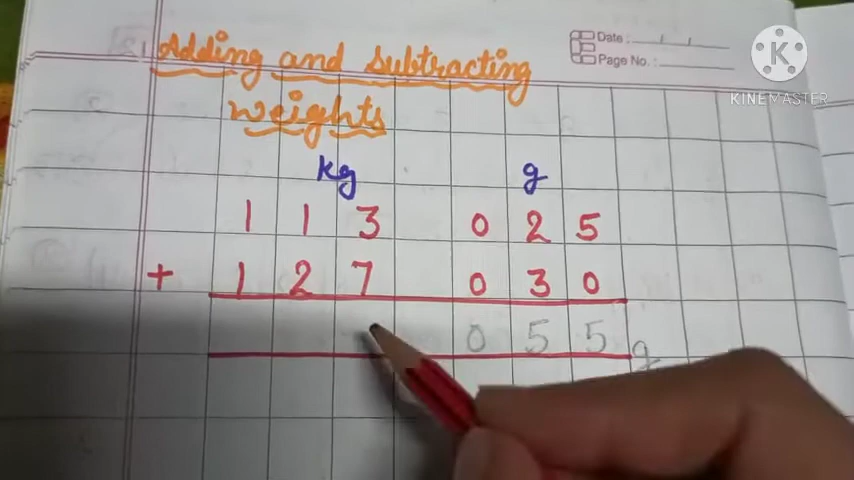 Adding and subtracting
Date :
Page No. :
K
KINEMASTER
weights
kg g
1 1 3 0 2 5
+ 1 2 7 0 3 0
0 5 5 g